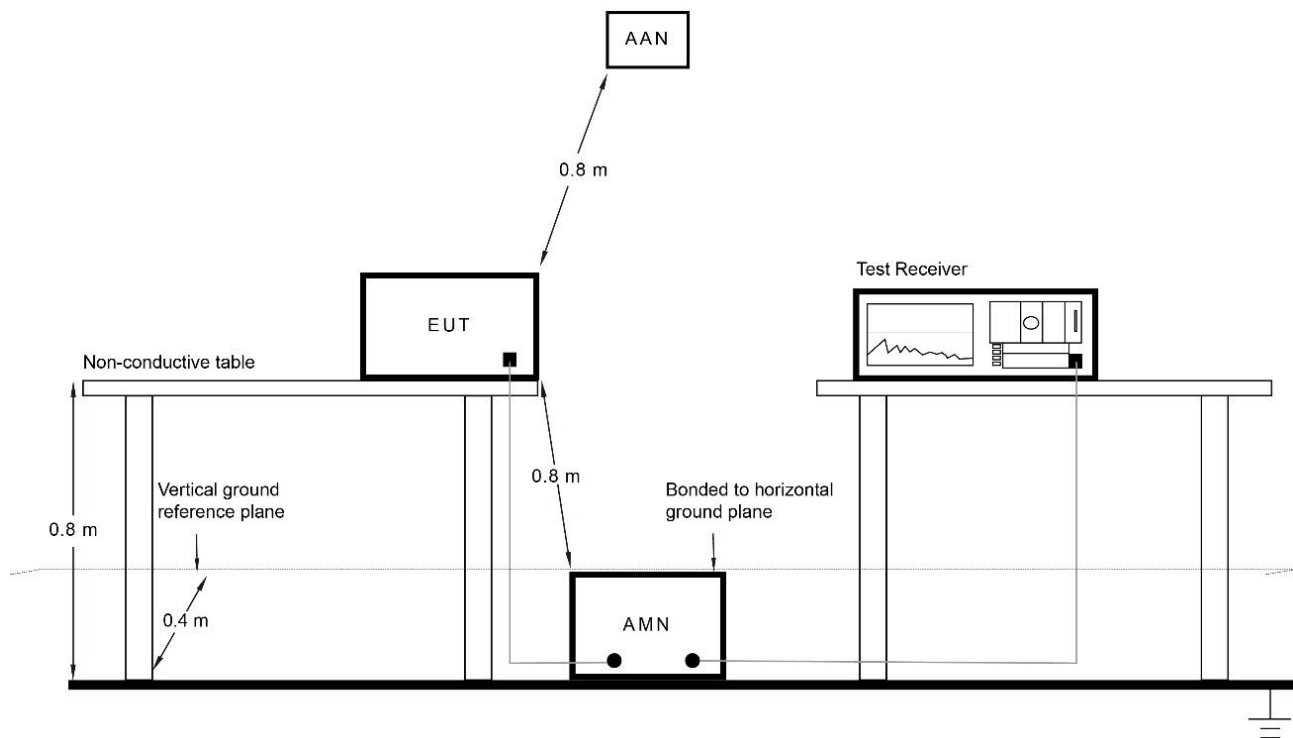 AAN
0.8 m
Test Receiver
EUT
Non-conductive table
0.8 m
Vertical ground
reference plane
Bonded to horizontal
ground plane
0.8 m
0.4 m
AMN